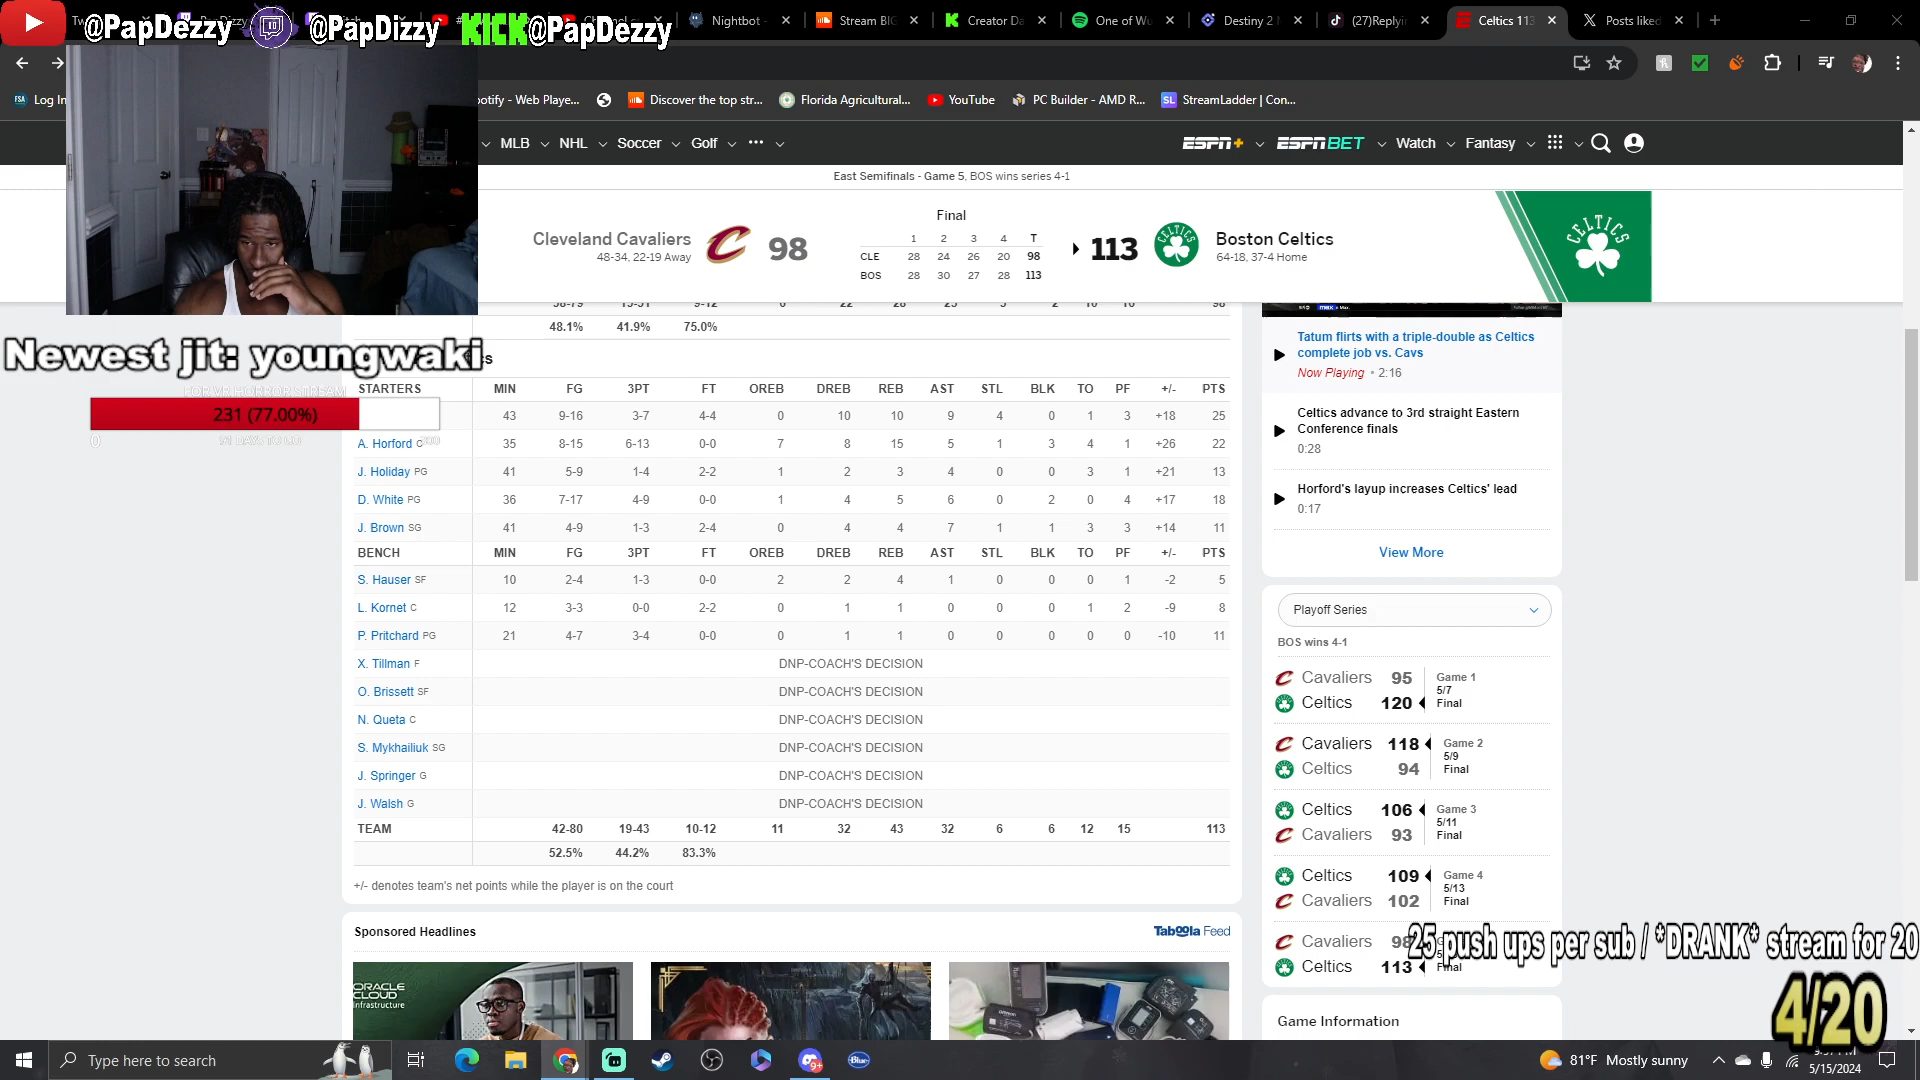 @PapDezzy @PapDizzy KICK@PapDezzy
Nightbot - Stream BIG Creator Da One of Wu Destiny 2 (27)Replyin Celtics 113 Posts liked
Log In
potify - Web Playe... Discover the top str... Florida Agricultural... YouTube PC Builder - AMD R... StreamLadder | Con...
MLB NHL Soccer Golf ••• ESPN+ ESPN BET Watch Fantasy
East Semifinals - Game 5, BOS wins series 4-1
Final
Cleveland Cavaliers 98
48-34, 22-19 Away
1 2 3 4 T
CLE 28 24 26 20 98
BOS 28 30 27 28 113
113 Boston Celtics
64-18, 37-4 Home
CELTICS
48.1% 41.9% 75.0%
Newest jit: youngwaki
FOR VR HORROR STREAM
231 (77.00%)
STARTERS MIN FG 3PT FT OREB DREB REB AST STL BLK TO PF +/- PTS
43 9-16 3-7 4-4 0 10 10 9 4 0 1 3 +18 25
A. Horford C 35 8-15 6-13 0-0 7 8 15 5 1 3 4 1 +26 22
J. Holiday PG 41 5-9 1-4 2-2 1 2 3 4 0 0 3 1 +21 13
D. White PG 36 7-17 4-9 0-0 1 4 5 6 0 2 0 4 +17 18
J. Brown SG 41 4-9 1-3 2-4 0 4 4 7 1 1 3 3 +14 11
BENCH MIN FG 3PT FT OREB DREB REB AST STL BLK TO PF +/- PTS
S. Hauser SF 10 2-4 1-3 0-0 2 2 4 1 0 0 0 1 -2 5
L. Kornet C 12 3-3 0-0 2-2 0 1 1 0 0 0 1 2 -9 8
P. Pritchard PG 21 4-7 3-4 0-0 0 1 1 0 0 0 0 0 -10 11
X. Tillman F DNP-COACH'S DECISION
O. Brissett SF DNP-COACH'S DECISION
N. Queta C DNP-COACH'S DECISION
S. Mykhailiuk SG DNP-COACH'S DECISION
J. Springer G DNP-COACH'S DECISION
J. Walsh G DNP-COACH'S DECISION
TEAM 42-80 19-43 10-12 11 32 43 32 6 6 12 15 113
52.5% 44.2% 83.3%
+/- denotes team's net points while the player is on the court
Sponsored Headlines
Taboola Feed
ORACLE
CLOUD
Infrastructure
Tatum flirts with a triple-double as Celtics
complete job vs. Cavs
Now Playing • 2:16
Celtics advance to 3rd straight Eastern
Conference finals
0:28
Horford's layup increases Celtics' lead
0:17
View More
Playoff Series
BOS wins 4-1
Cavaliers 95 Game 1
5/7
Celtics 120 Final
Cavaliers 118 Game 2
5/9
Celtics 94 Final
Celtics 106 Game 3
5/11
Cavaliers 93 Final
Celtics 109 Game 4
5/13
Cavaliers 102 Final
Cavaliers 98
Celtics 113 Final
25 push ups per sub / *DRANK* stream for 20
4/20
Game Information
Type here to search
81°F Mostly sunny
5/15/2024